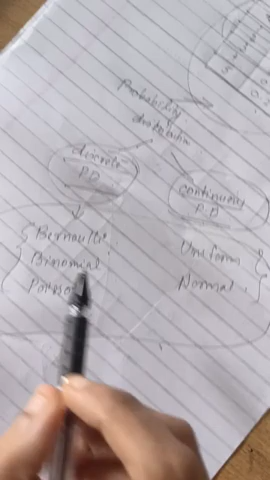 Probability
distribution
discrete
P.D
continuous
P.D
Bernoulli
Binomial
Poisson
Uniform
Normal